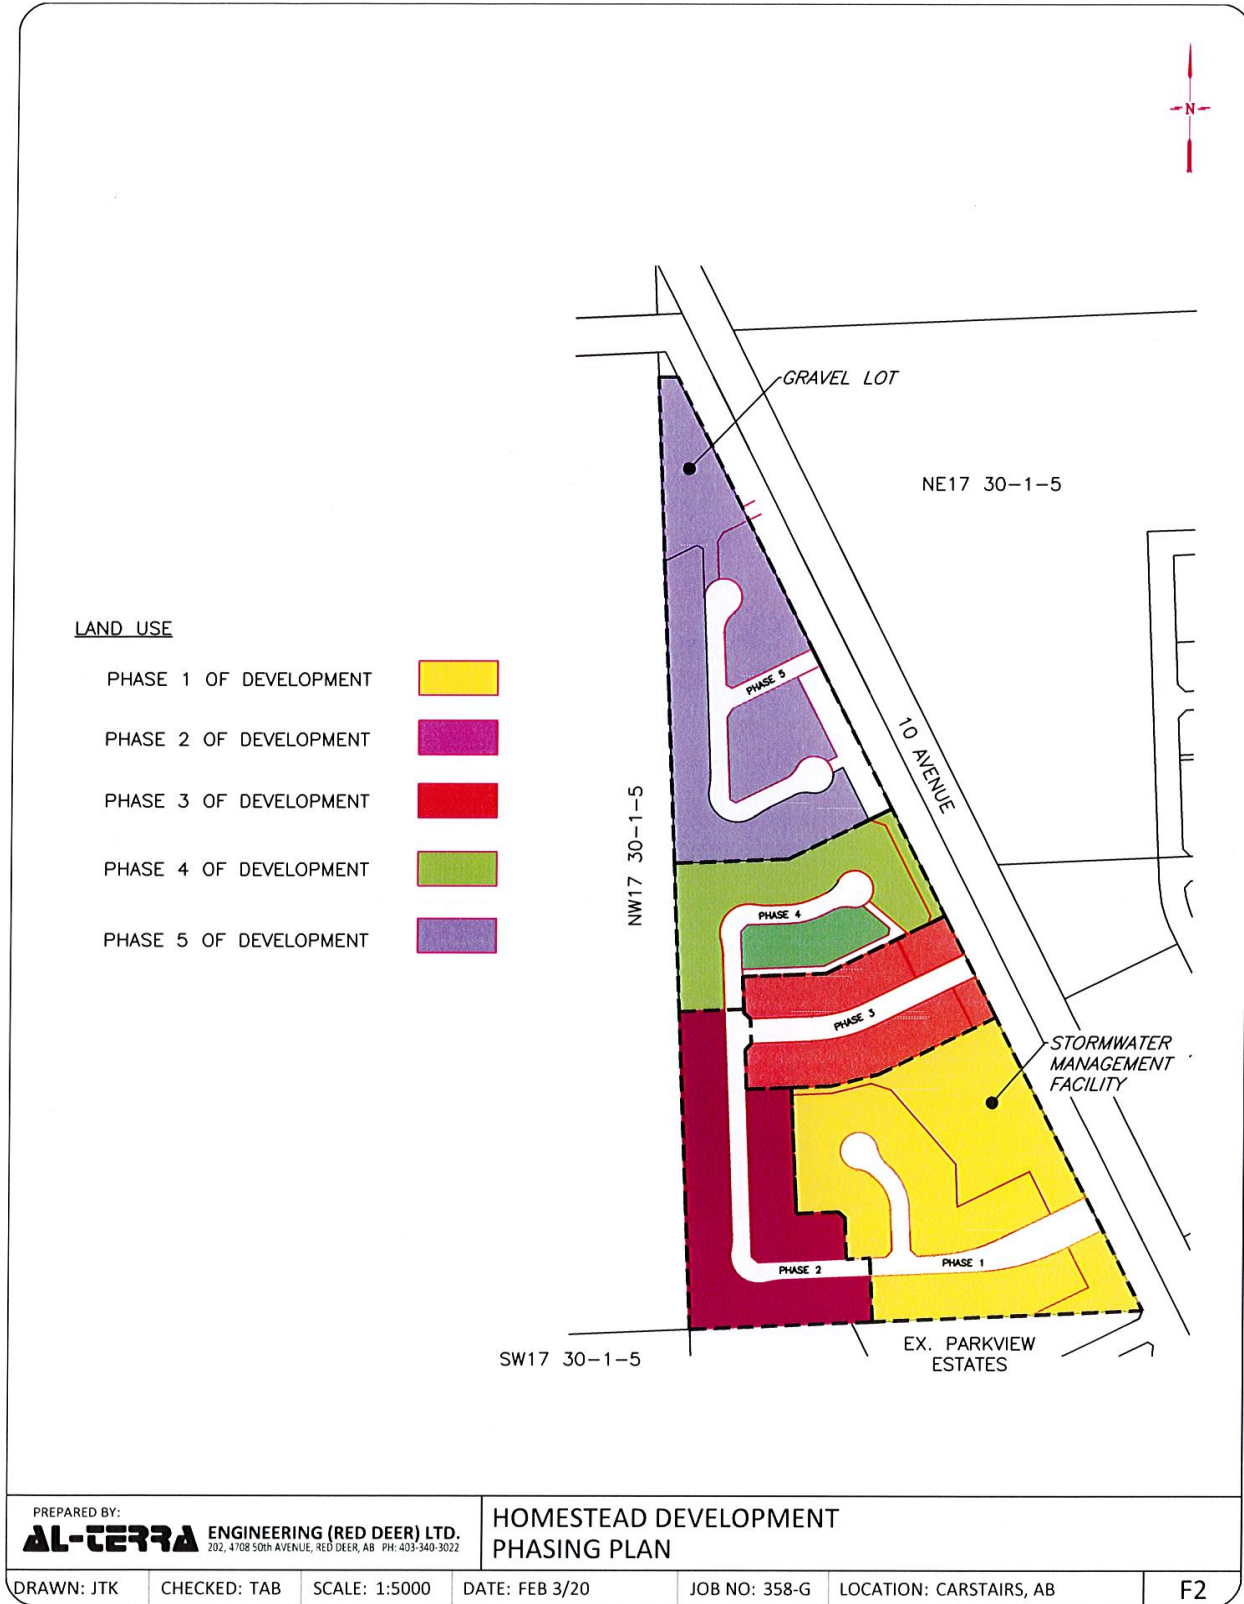 N
GRAVEL LOT
NE17 30-1-5
LAND USE
PHASE 1 OF DEVELOPMENT
PHASE 2 OF DEVELOPMENT
PHASE 3 OF DEVELOPMENT
PHASE 4 OF DEVELOPMENT
PHASE 5 OF DEVELOPMENT
PHASE 5
10 AVENUE
NW17 30-1-5
PHASE 4
PHASE 3
STORMWATER
MANAGEMENT
FACILITY
PHASE 2
PHASE 1
SW17 30-1-5
EX. PARKVIEW
ESTATES
PREPARED BY:
AL-TERRA ENGINEERING (RED DEER) LTD.
202, 4708 50th AVENUE, RED DEER, AB PH: 403-340-3022
HOMESTEAD DEVELOPMENT
PHASING PLAN
DRAWN: JTK CHECKED: TAB SCALE: 1:5000 DATE: FEB 3/20 JOB NO: 358-G LOCATION: CARSTAIRS, AB F2